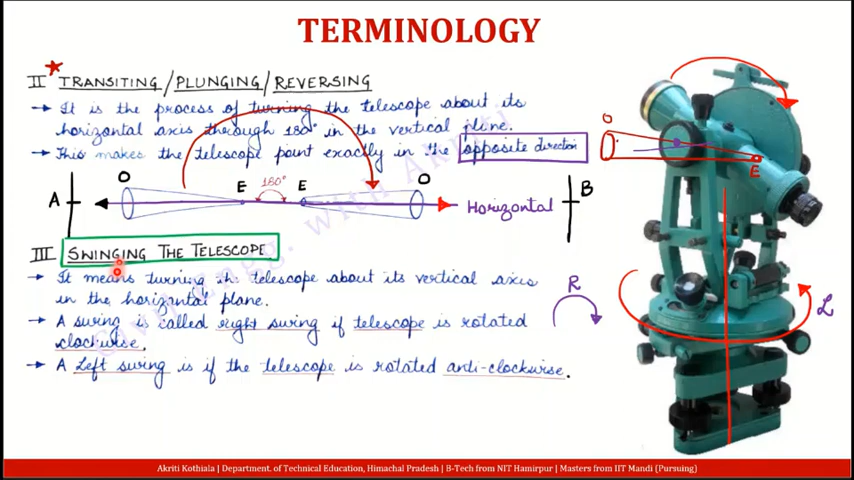 TERMINOLOGY
II TRANSITING / PLUNGING / REVERSING
→ It is the process of turning the telescope about its
horizontal axis through 180° in the vertical plane.
→ This makes the telescope point exactly in the opposite direction
O
E
A O E 180° E O B
Horizontal
III SWINGING THE TELESCOPE
→ It means turning the telescope about its vertical axis
in the horizontal plane.
→ A swing is called right swing if telescope is rotated
clockwise.
→ A Left swing is if the telescope is rotated anti-clockwise.
R
L
Civil Engg. with Akriti
Akriti Kothiala | Department. of Technical Education, Himachal Pradesh | B-Tech from NIT Hamirpur | Masters from IIT Mandi (Pursuing)